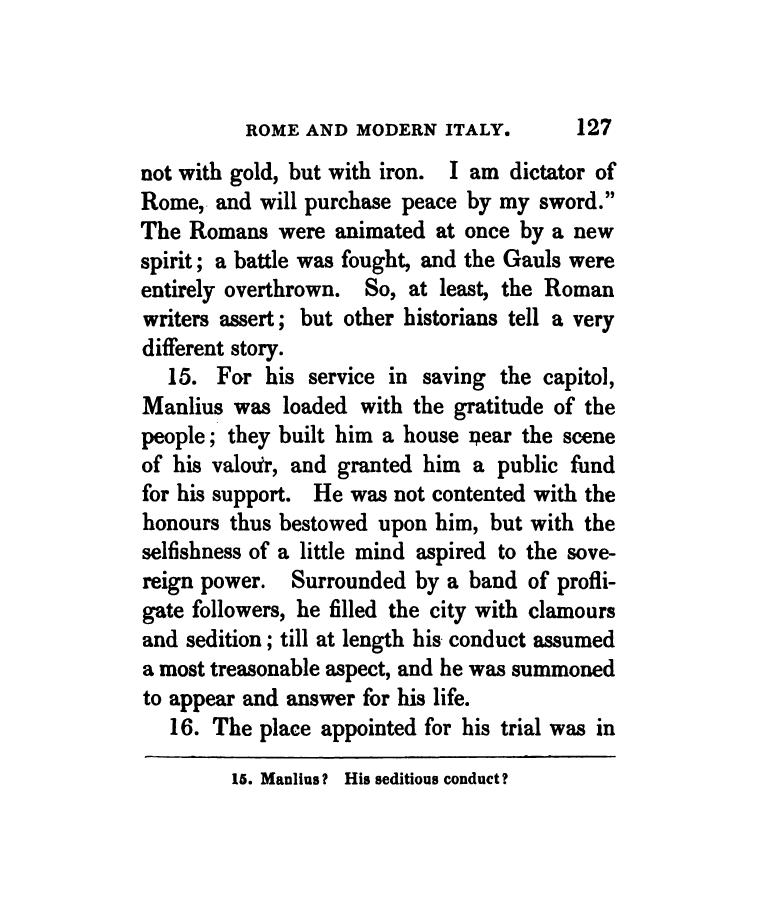 ROME AND MODERN ITALY. 127
not with gold, but with iron. I am dictator of
Rome, and will purchase peace by my sword.”
The Romans were animated at once by a new
spirit; a battle was fought, and the Gauls were
entirely overthrown. So, at least, the Roman
writers assert; but other historians tell a very
different story.
15. For his service in saving the capitol,
Manlius was loaded with the gratitude of the
people; they built him a house near the scene
of his valour, and granted him a public fund
for his support. He was not contented with the
honours thus bestowed upon him, but with the
selfishness of a little mind aspired to the sove-
reign power. Surrounded by a band of profli-
gate followers, he filled the city with clamours
and sedition; till at length his conduct assumed
a most treasonable aspect, and he was summoned
to appear and answer for his life.
16. The place appointed for his trial was in
15. Manlius? His seditious conduct?